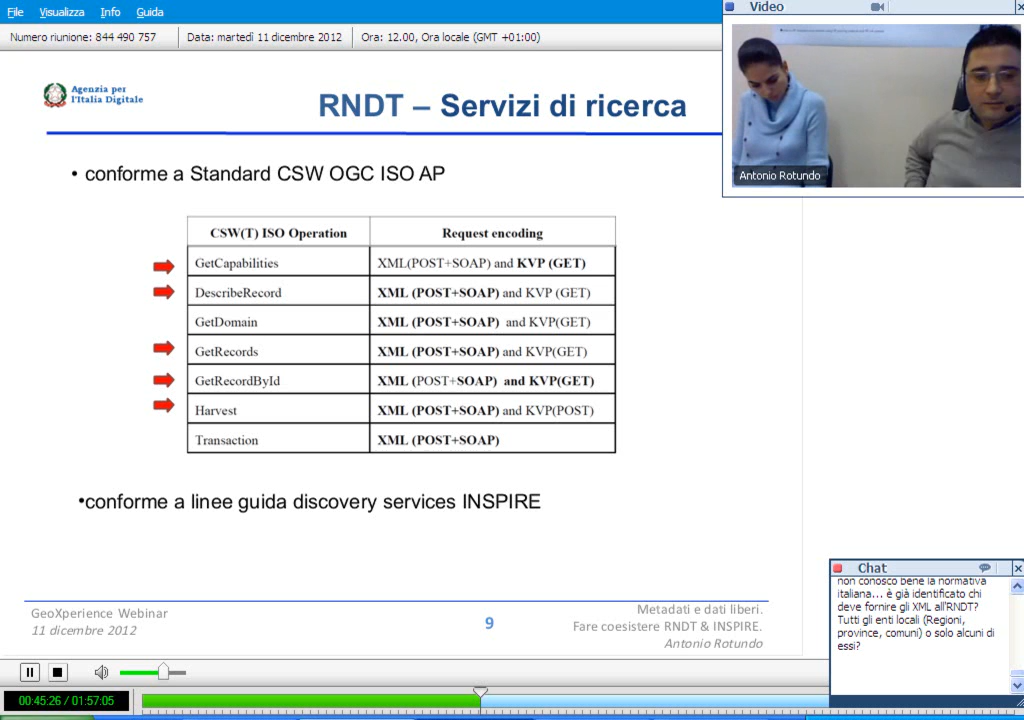 File Visualizza Info Guida
Numero riunione: 844 490 757 Data: martedì 11 dicembre 2012 Ora: 12.00, Ora locale (GMT +01:00)
Video
Antonio Rotundo
Agenzia per
l'Italia Digitale
RNDT – Servizi di ricerca
• conforme a Standard CSW OGC ISO AP
CSW(T) ISO Operation Request encoding
GetCapabilities XML(POST+SOAP) and KVP (GET)
DescribeRecord XML (POST+SOAP) and KVP (GET)
GetDomain XML (POST+SOAP) and KVP(GET)
GetRecords XML (POST+SOAP) and KVP(GET)
GetRecordById XML (POST+SOAP) and KVP(GET)
Harvest XML (POST+SOAP) and KVP(POST)
Transaction XML (POST+SOAP)
•conforme a linee guida discovery services INSPIRE
GeoXperience Webinar
11 dicembre 2012
9
Metadati e dati liberi.
Fare coesistere RNDT & INSPIRE.
Antonio Rotundo
Chat
non conosco bene la normativa
italiana... è già identificato chi
deve fornire gli XML all'RNDT?
Tutti gli enti locali (Regioni,
province, comuni) o solo alcuni di
essi?
00:45:26 / 01:57:05